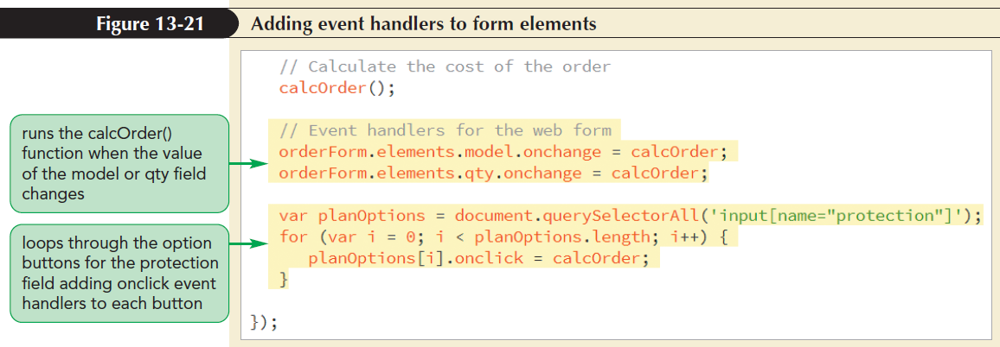 Figure 13-21
Adding event handlers to form elements
// Calculate the cost of the order
calcOrder();
// Event handlers for the web form
orderForm.elements.model.onchange = calcOrder;
orderForm.elements.qty.onchange = calcOrder;
var planOptions = document.querySelectorAll('input[name="protection"]');
for (var i = 0; i < planOptions.length; i++) {
planOptions[i].onclick = calcOrder;
}
});
runs the calcOrder()
function when the value
of the model or qty field
changes
loops through the option
buttons for the protection
field adding onclick event
handlers to each button